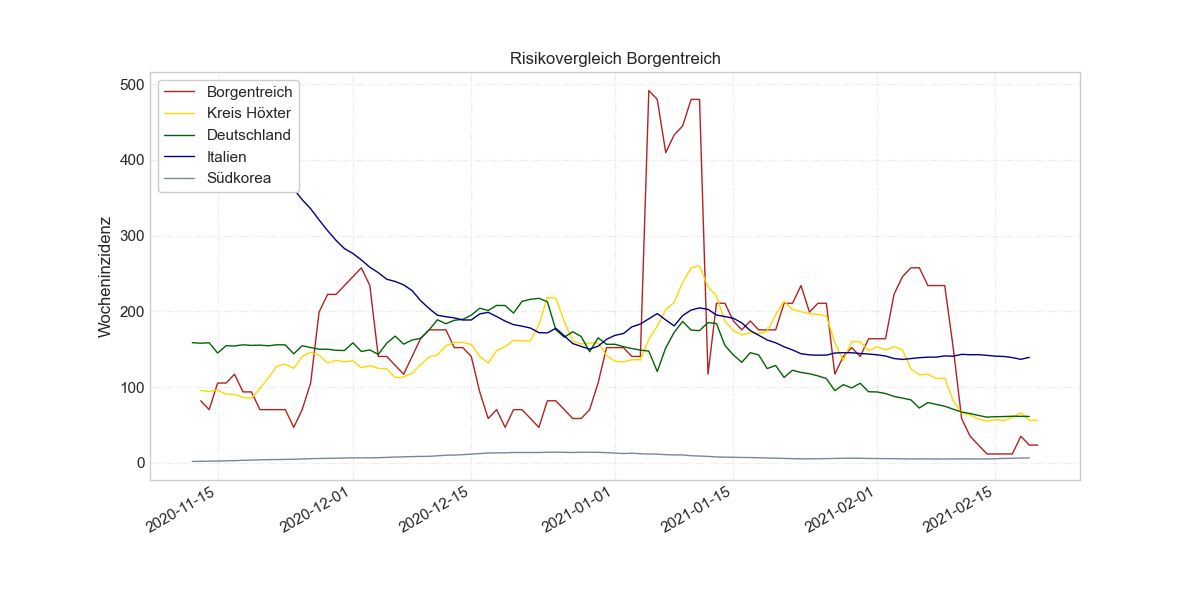 Risikovergleich Borgentreich
Wocheninzidenz
500
400
300
200
100
0
Borgentreich
Kreis Höxter
Deutschland
Italien
Südkorea
2020-11-15
2020-12-01
2020-12-15
2021-01-01
2021-01-15
2021-02-01
2021-02-15